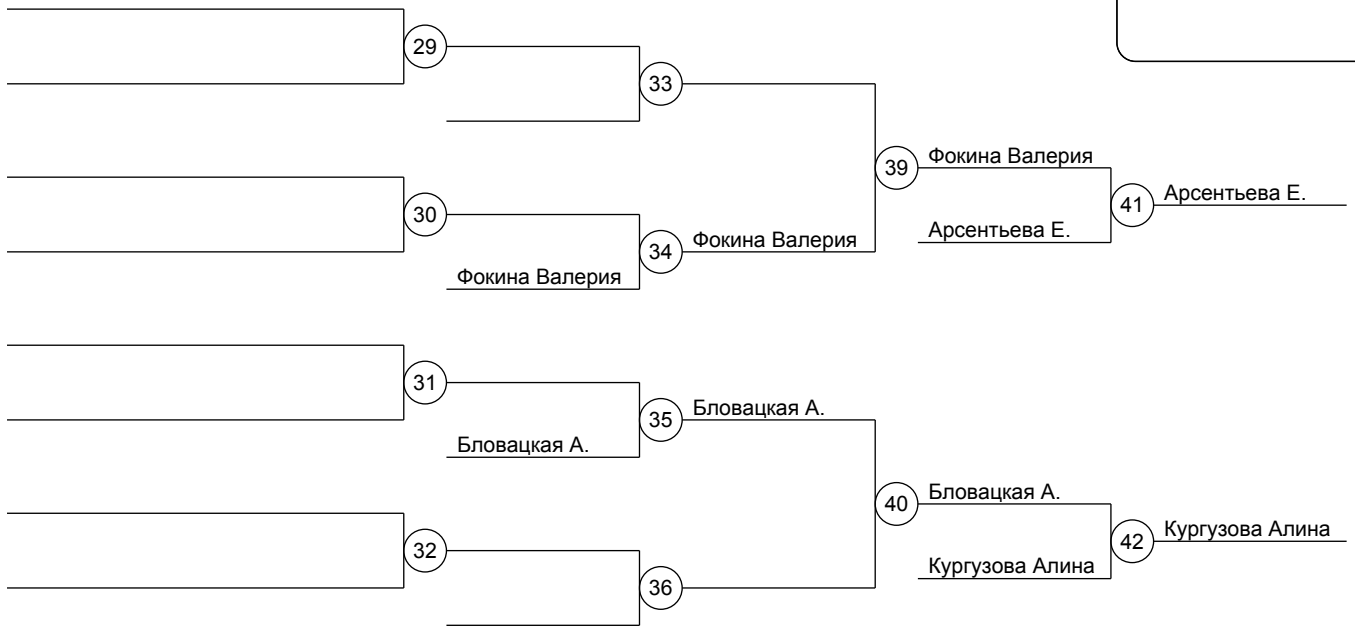 29
33
Фокина Валерия
39
Арсентьева Е.
41
30
Фокина Валерия
Арсентьева Е.
34
Фокина Валерия
31
Бловацкая А.
35
Бловацкая А.
Бловацкая А.
40
Кургузова Алина
42
32
Кургузова Алина
36